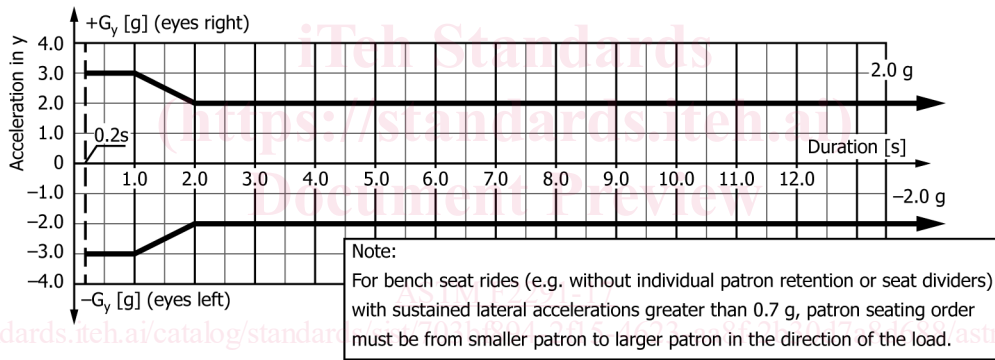 +Gy [g] (eyes right)
iTeh Standards
4.0
3.0
2.0 g
2.0
(https://standards.iteh.ai)
1.0
0.2s
Duration [s]
0
1.0 2.0 3.0 4.0 5.0 6.0 7.0 8.0 9.0 10.0 11.0 12.0
Acceleration in y
Document Preview
–1.0
–2.0 g
–2.0
–3.0
–4.0
–Gy [g] (eyes left)
Note:
For bench seat rides (e.g. without individual patron retention or seat dividers)
with sustained lateral accelerations greater than 0.7 g, patron seating order
must be from smaller patron to larger patron in the direction of the load.
ASTM F2291-17